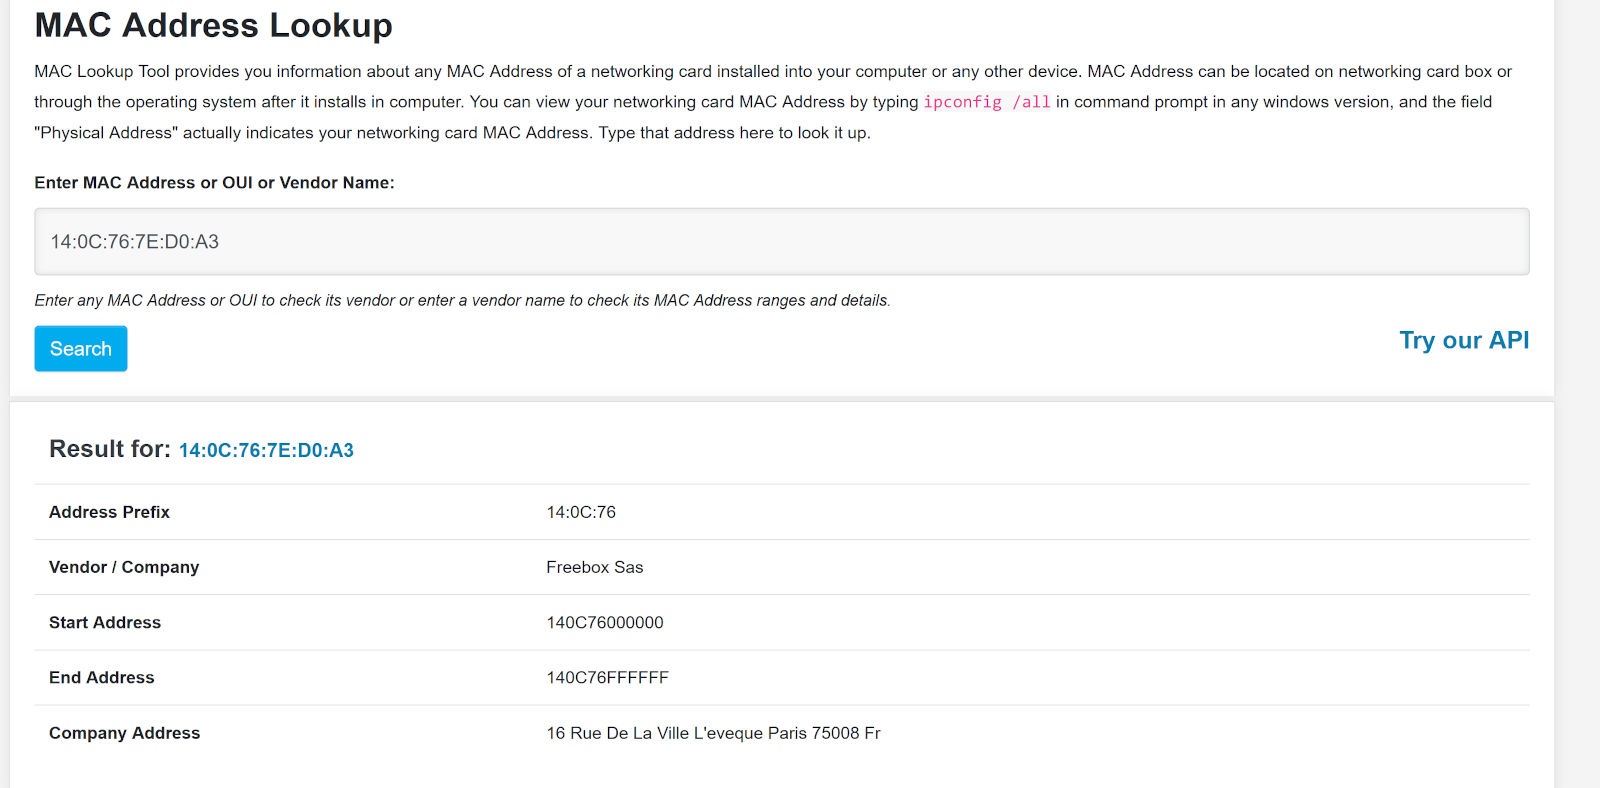 MAC Address Lookup
MAC Lookup Tool provides you information about any MAC Address of a networking card installed into your computer or any other device. MAC Address can be located on networking card box or
through the operating system after it installs in computer. You can view your networking card MAC Address by typing ipconfig /all in command prompt in any windows version, and the field
"Physical Address" actually indicates your networking card MAC Address. Type that address here to look it up.
Enter MAC Address or OUI or Vendor Name:
14:0C:76:7E:D0:A3
Enter any MAC Address or OUI to check its vendor or enter a vendor name to check its MAC Address ranges and details.
Search
Try our API
Result for: 14:0C:76:7E:D0:A3
Address Prefix 14:0C:76
Vendor / Company Freebox Sas
Start Address 140C76000000
End Address 140C76FFFFFF
Company Address 16 Rue De La Ville L'eveque Paris 75008 Fr